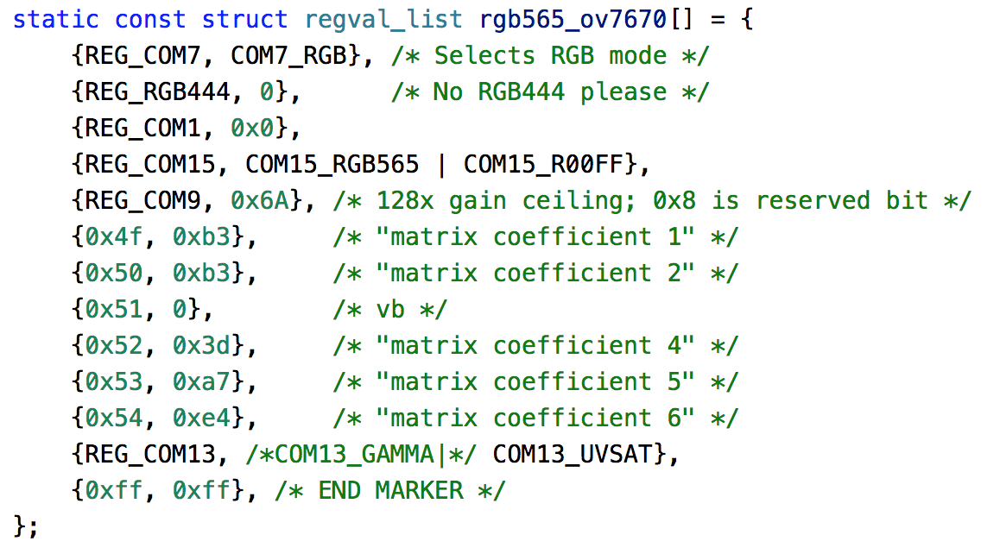 static const struct regval_list rgb565_ov7670[] = {
    {REG_COM7, COM7_RGB}, /* Selects RGB mode */
    {REG_RGB444, 0},      /* No RGB444 please */
    {REG_COM1, 0x0},
    {REG_COM15, COM15_RGB565 | COM15_R00FF},
    {REG_COM9, 0x6A}, /* 128x gain ceiling; 0x8 is reserved bit */
    {0x4f, 0xb3},     /* "matrix coefficient 1" */
    {0x50, 0xb3},     /* "matrix coefficient 2" */
    {0x51, 0},        /* vb */
    {0x52, 0x3d},     /* "matrix coefficient 4" */
    {0x53, 0xa7},     /* "matrix coefficient 5" */
    {0x54, 0xe4},     /* "matrix coefficient 6" */
    {REG_COM13, /*COM13_GAMMA|*/ COM13_UVSAT},
    {0xff, 0xff}, /* END MARKER */
};